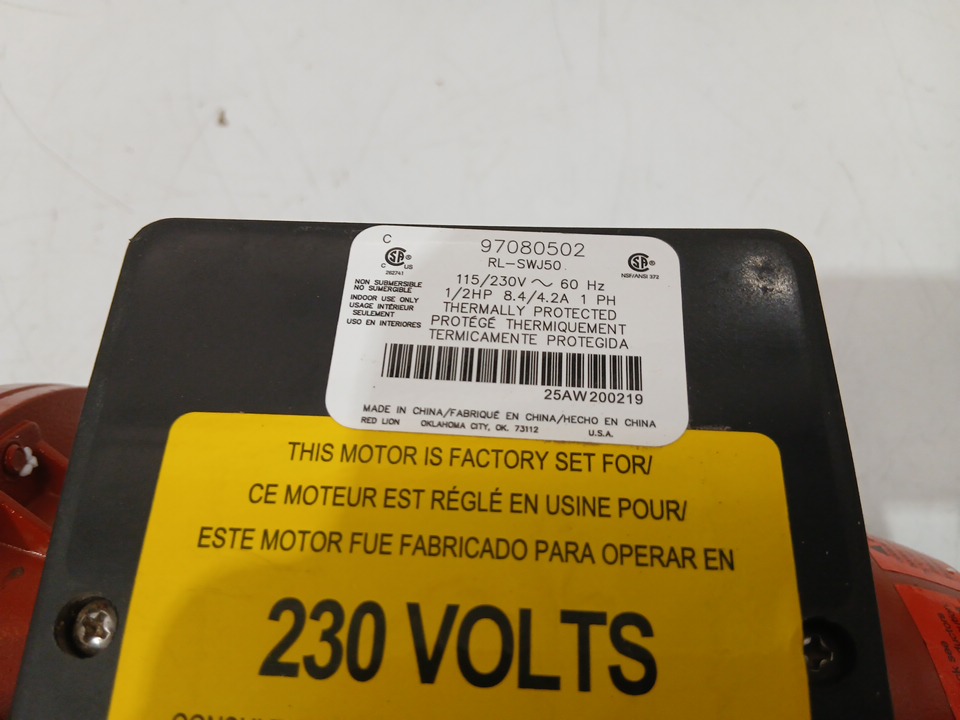 C
97080502
RL-SWJ50
C US
262741
NSF/ANSI 372
NON SUBMERSIBLE
NO SUMERGIBLE
INDOOR USE ONLY
USAGE INTÉRIEUR
SEULEMENT
USO EN INTERIORES
115/230V ~ 60 Hz
1/2HP 8.4/4.2A 1 PH
THERMALLY PROTECTED
PROTÉGÉ THERMIQUEMENT
TERMICAMENTE PROTEGIDA
25AW200219
MADE IN CHINA/FABRIQUÉ EN CHINA/HECHO EN CHINA
RED LION OKLAHOMA CITY, OK. 73112 U.S.A.
THIS MOTOR IS FACTORY SET FOR/
CE MOTEUR EST RÉGLÉ EN USINE POUR/
ESTE MOTOR FUE FABRICADO PARA OPERAR EN
230 VOLTS